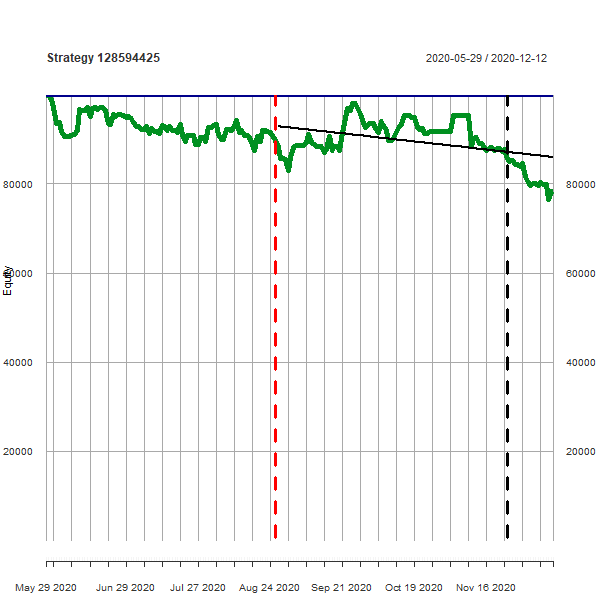 Strategy 128594425
2020-05-29 / 2020-12-12
80000
80000
60000
60000
40000
40000
20000
20000
Equity
May 29 2020
Jun 29 2020
Jul 27 2020
Aug 24 2020
Sep 21 2020
Oct 19 2020
Nov 16 2020